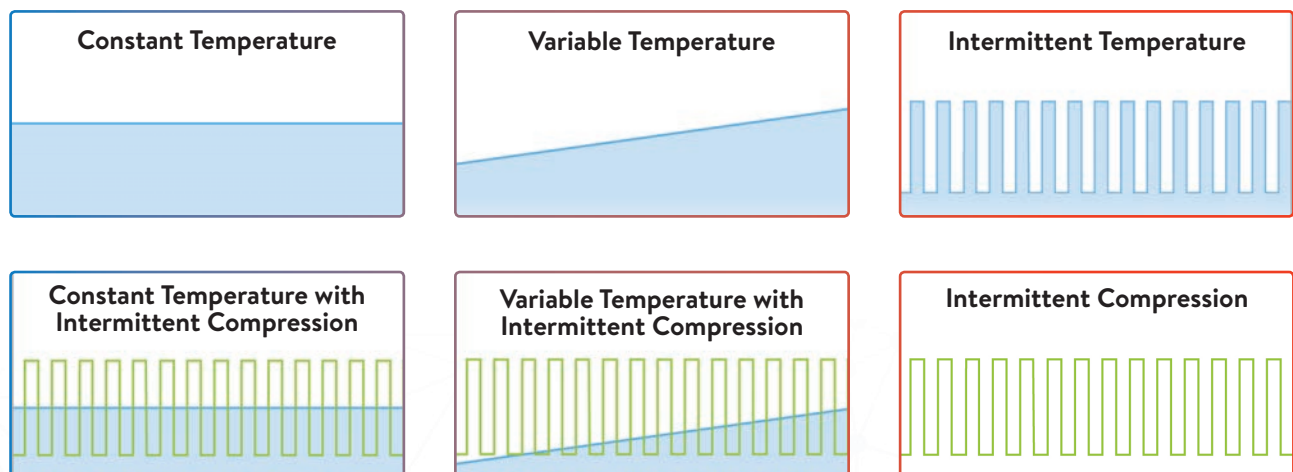 Constant Temperature
Variable Temperature
Intermittent Temperature
Constant Temperature with
Intermittent Compression
Variable Temperature with
Intermittent Compression
Intermittent Compression